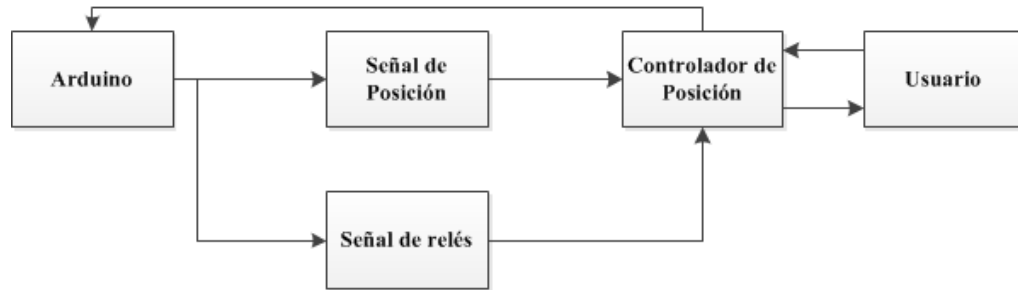 Arduino
Señal de
Posición
Controlador de
Posición
Usuario
Señal de relés